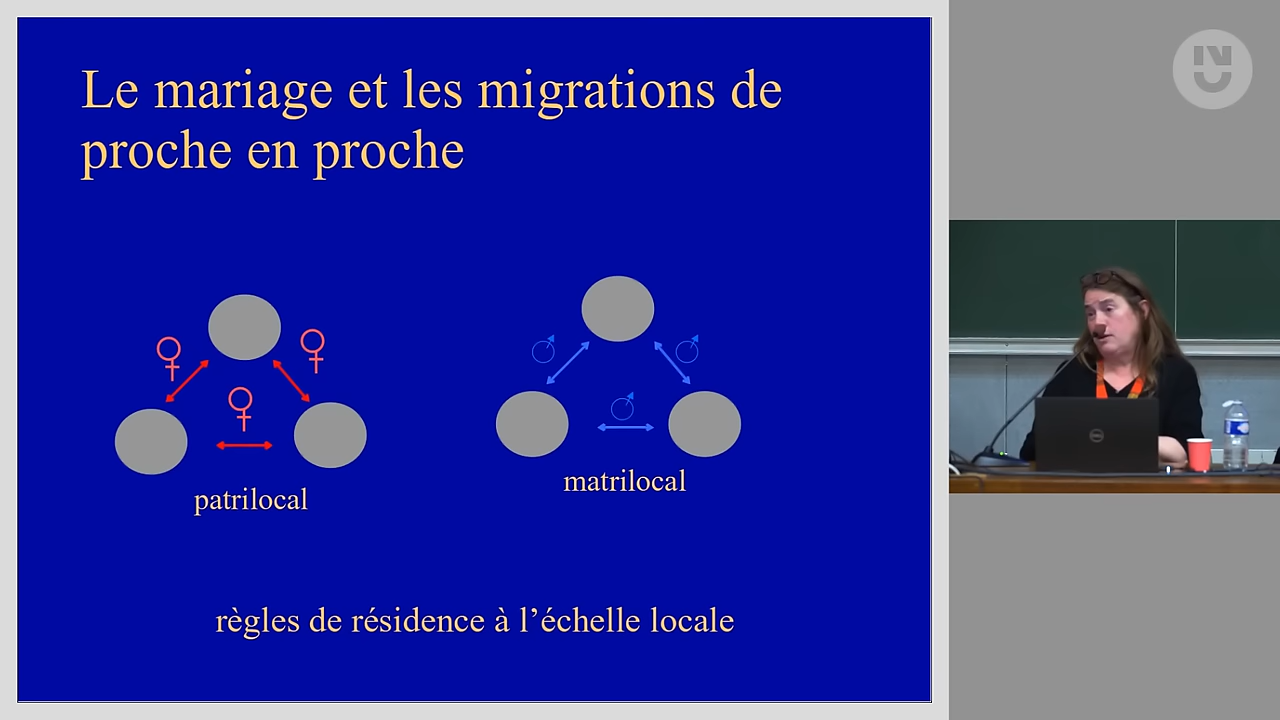 Le mariage et les migrations de
proche en proche
patrilocal
matrilocal
règles de résidence à l'échelle locale